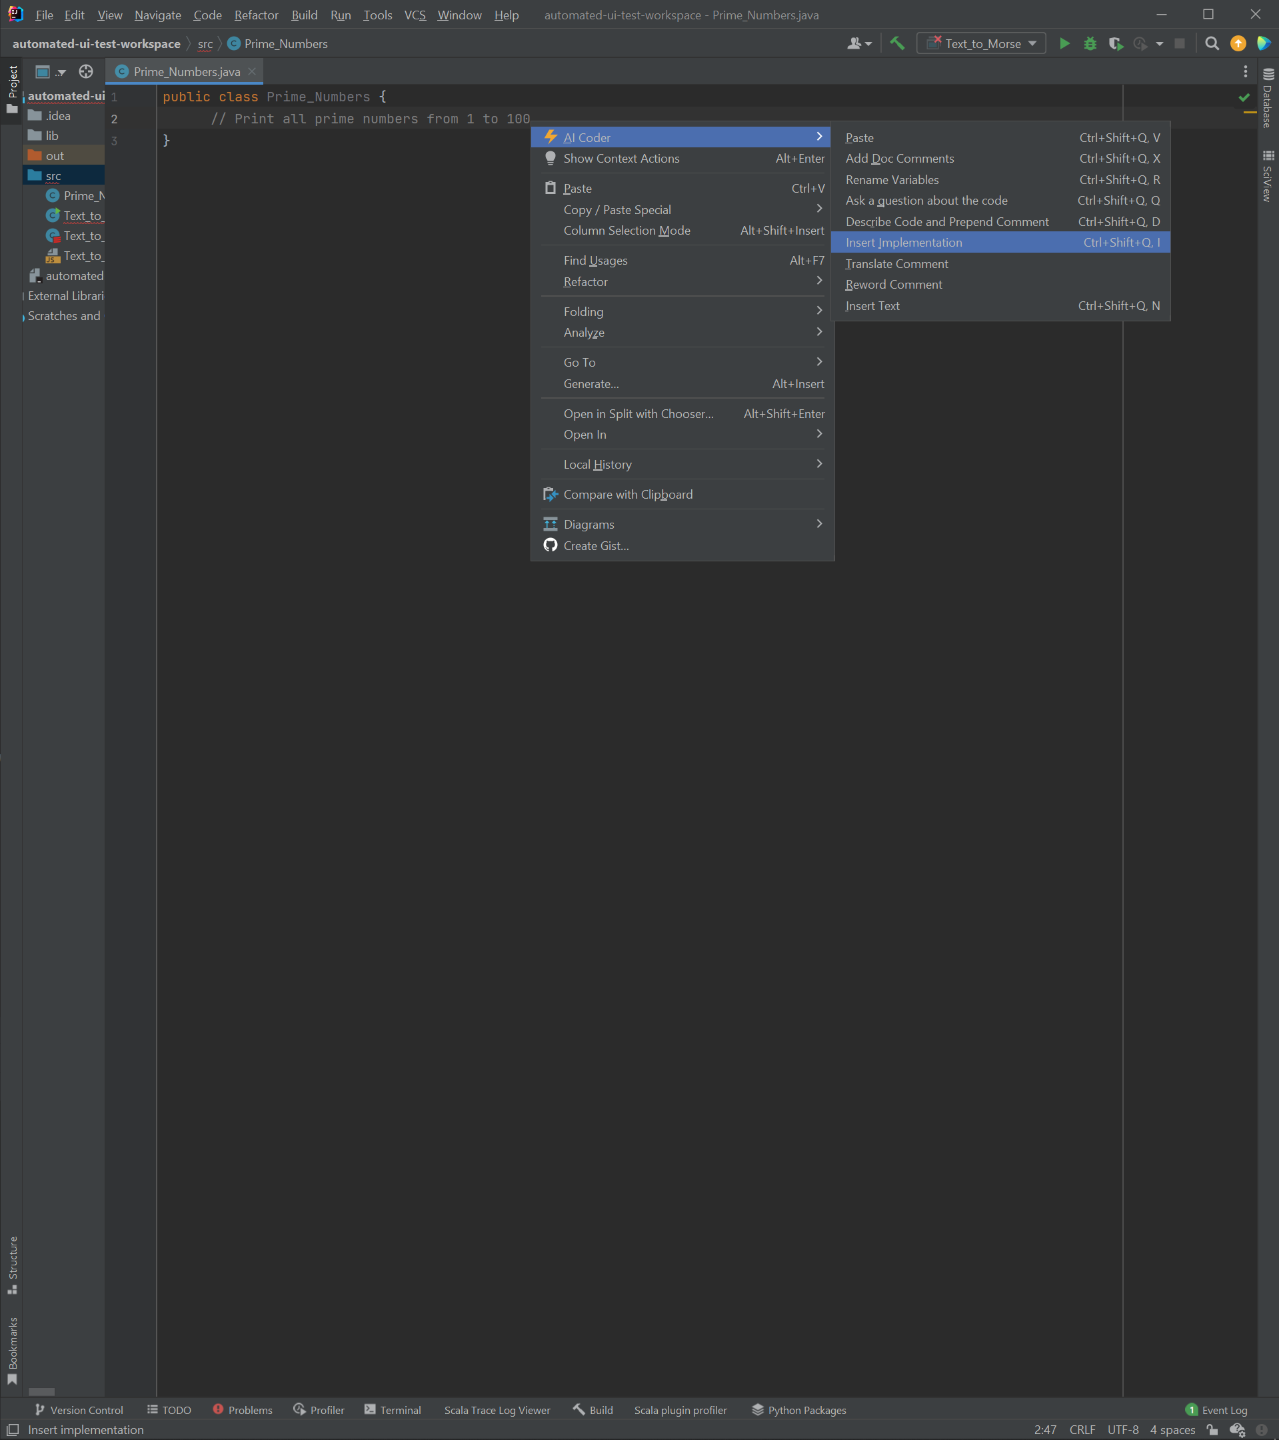 File Edit View Navigate Code Refactor Build Run Tools VCS Window Help automated-ui-test-workspace - Prime_Numbers.java
automated-ui-test-workspace src Prime_Numbers
Text_to_Morse
Project
Prime_Numbers.java
automated-ui
.idea
lib
out
src
Prime_N
Text_to_
Text_to_
Text_to_
automated
External Librari
Scratches and
1 public class Prime_Numbers {
2 // Print all prime numbers from 1 to 100
3 }
AI Coder
Show Context Actions Alt+Enter
Paste Ctrl+V
Copy / Paste Special
Column Selection Mode Alt+Shift+Insert
Find Usages Alt+F7
Refactor
Folding
Analyze
Go To
Generate... Alt+Insert
Open in Split with Chooser... Alt+Shift+Enter
Open In
Local History
Compare with Clipboard
Diagrams
Create Gist...
Paste Ctrl+Shift+Q, V
Add Doc Comments Ctrl+Shift+Q, X
Rename Variables Ctrl+Shift+Q, R
Ask a question about the code Ctrl+Shift+Q, Q
Describe Code and Prepend Comment Ctrl+Shift+Q, D
Insert Implementation Ctrl+Shift+Q, I
Translate Comment
Reword Comment
Insert Text Ctrl+Shift+Q, N
Database
SciView
Structure
Bookmarks
Version Control TODO Problems Profiler Terminal Scala Trace Log Viewer Build Scala plugin profiler Python Packages 1 Event Log
Insert implementation 2:47 CRLF UTF-8 4 spaces